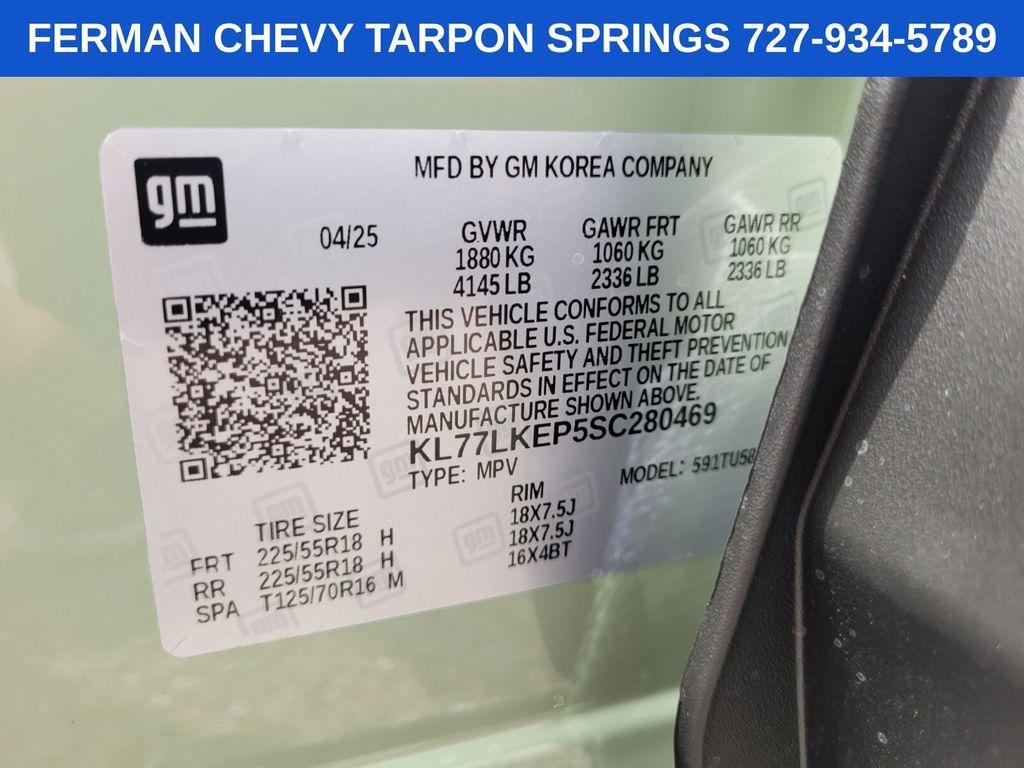 FERMAN CHEVY TARPON SPRINGS 727-934-5789
gm
MFD BY GM KOREA COMPANY
04/25 GVWR GAWR FRT GAWR RR
1880 KG 1060 KG 1060 KG
4145 LB 2336 LB 2336 LB
THIS VEHICLE CONFORMS TO ALL
APPLICABLE U.S. FEDERAL MOTOR
VEHICLE SAFETY AND THEFT PREVENTION
STANDARDS IN EFFECT ON THE DATE OF
MANUFACTURE SHOWN ABOVE.
KL77LKEP5SC280469
TYPE: MPV MODEL: 591TU58
TIRE SIZE RIM
FRT 225/55R18 H 18X7.5J
RR 225/55R18 H 18X7.5J
SPA T125/70R16 M 16X4BT